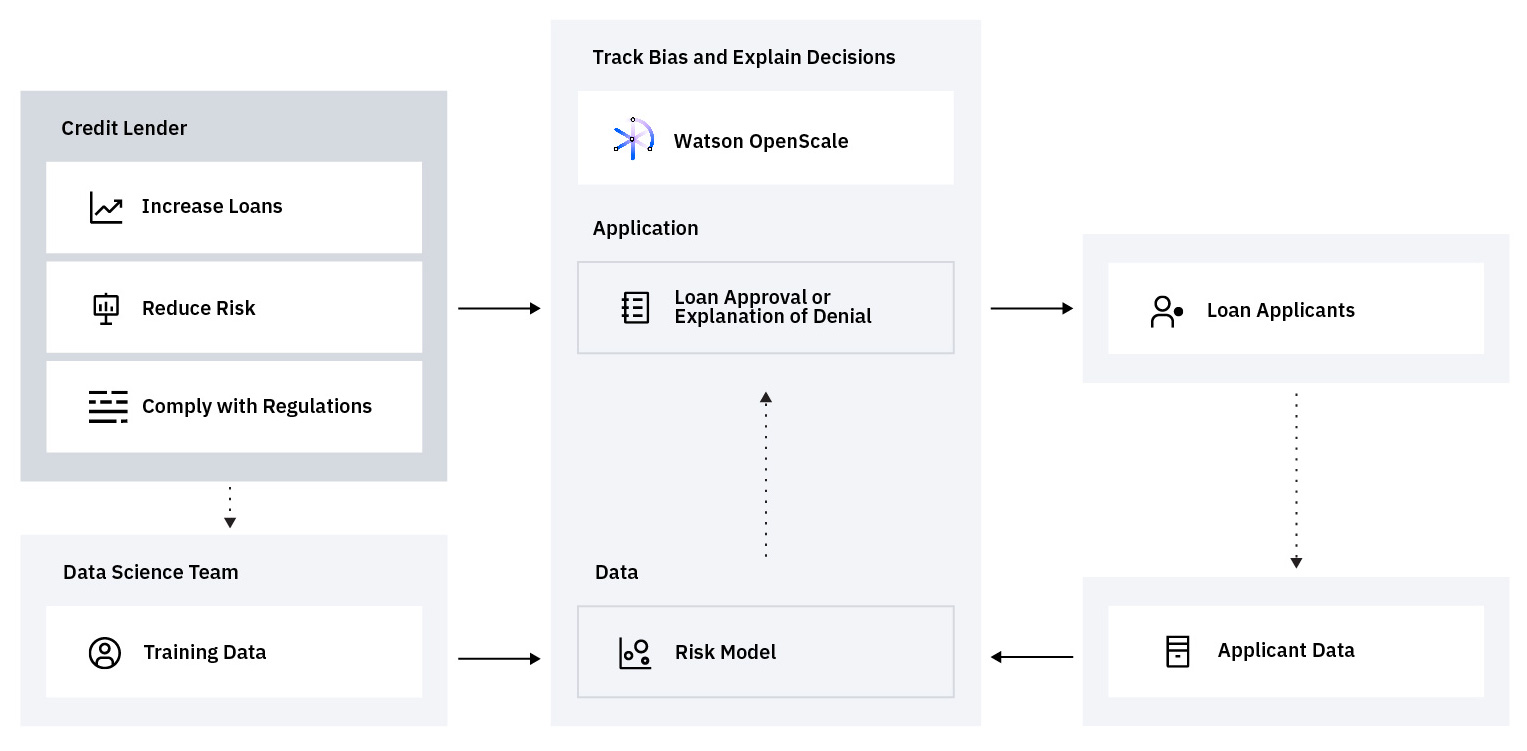 Credit Lender
Increase Loans
Reduce Risk
Comply with Regulations
Data Science Team
Training Data
Track Bias and Explain Decisions
Watson OpenScale
Application
Loan Approval or
Explanation of Denial
Data
Risk Model
Loan Applicants
Applicant Data